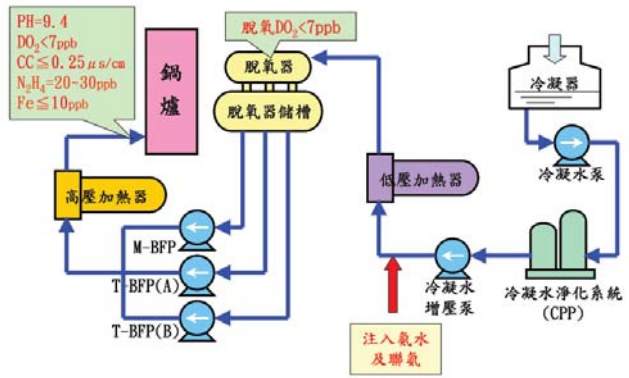 PH=9.4
DO₂<7ppb
CC≦0.25μs/cm
N₂H₄=20~30ppb
Fe≦10ppb
鍋
爐
脫氧DO₂<7ppb
脫氧器
脫氧器儲槽
冷凝器
冷凝水泵
低壓加熱器
高壓加熱器
M-BFP
T-BFP(A)
T-BFP(B)
冷凝水
增壓泵
冷凝水淨化系統
(CPP)
注入氨水
及聯氨